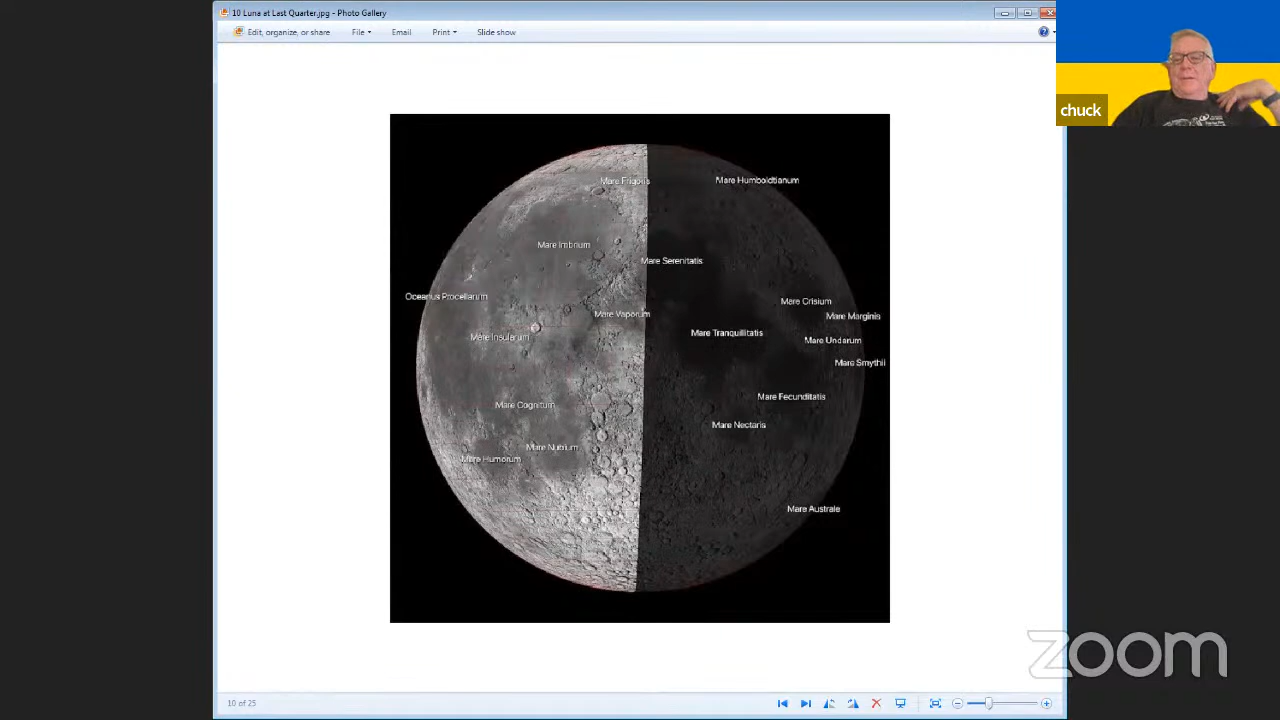 10 Luna at Last Quarter.jpg - Photo Gallery
Edit, organize, or share
File
Email
Print
Slide show
chuck
Mare Frigoris
Mare Humboldtianum
Mare Imbrium
Mare Serenitatis
Oceanus Procellarum
Mare Crisium
Mare Vaporum
Mare Marginis
Mare Insularum
Mare Tranquillitatis
Mare Undarum
Mare Smythii
Mare Cognitum
Mare Fecunditatis
Mare Nectaris
Mare Nubium
Mare Humorum
Mare Australe
zoom
10 of 25